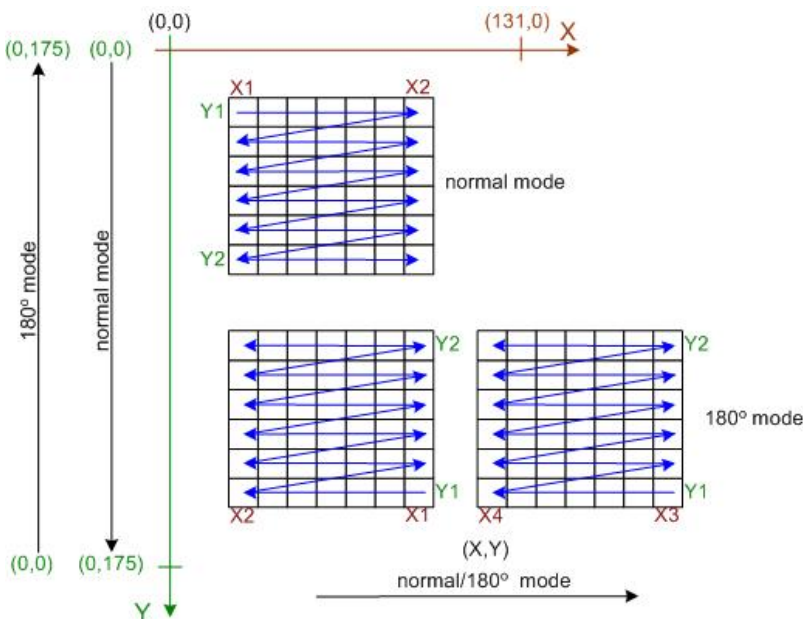 (0,0)
(131,0)
X
(0,175)
(0,0)
X1
X2
Y1
normal mode
Y2
180° mode
normal mode
Y2
Y2
180° mode
Y1
Y1
X2
X1
X4
X3
(X,Y)
(0,0)
(0,175)
normal/180° mode
Y